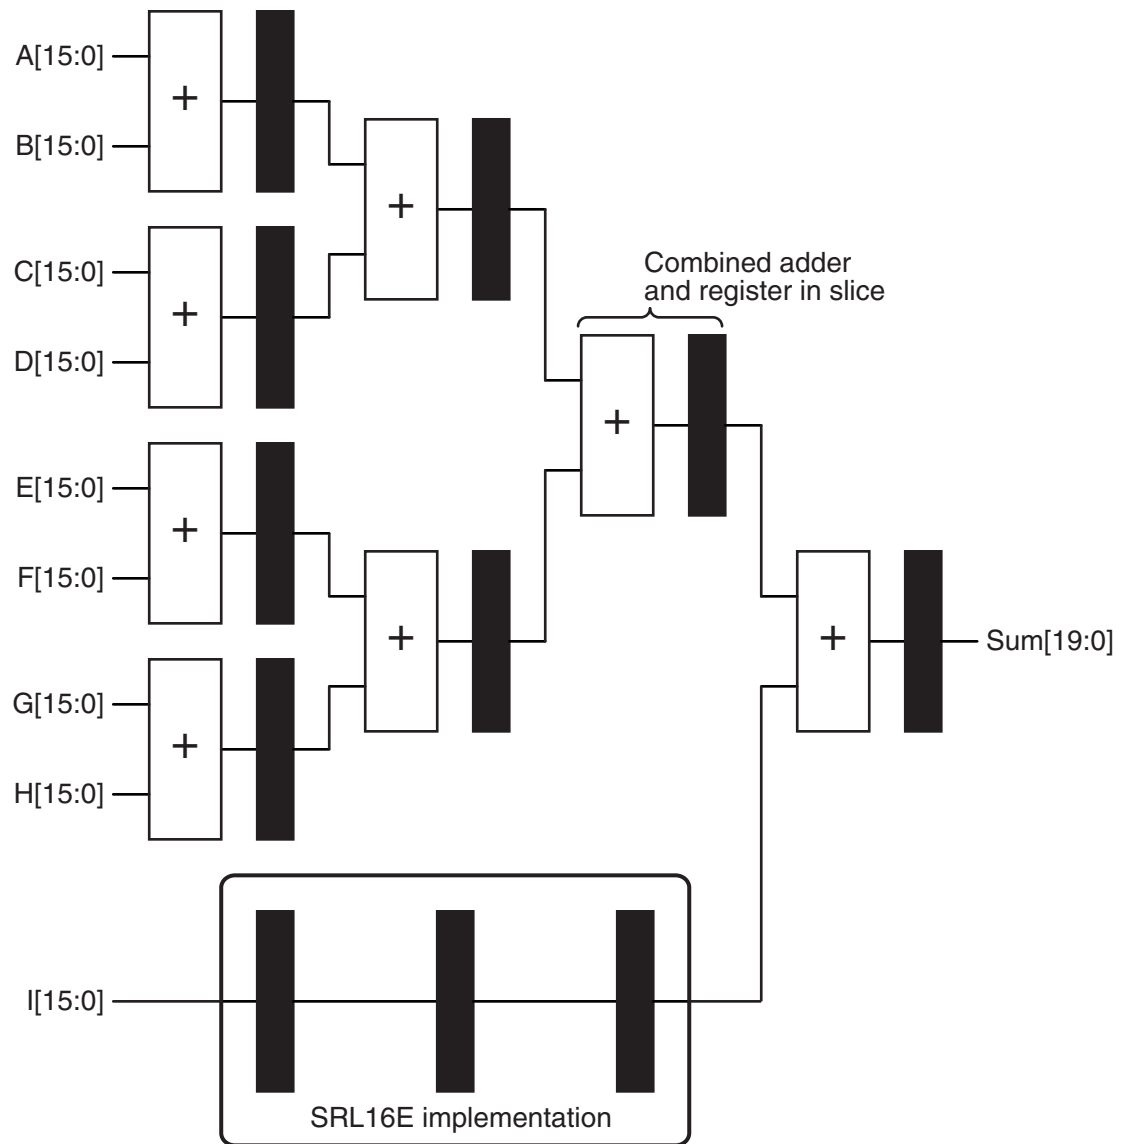 A[15:0]
+
B[15:0]
+
C[15:0]
Combined adder
and register in slice
+
D[15:0]
+
E[15:0]
+
F[15:0]
+
+
Sum[19:0]
G[15:0]
+
H[15:0]
I[15:0]
SRL16E implementation